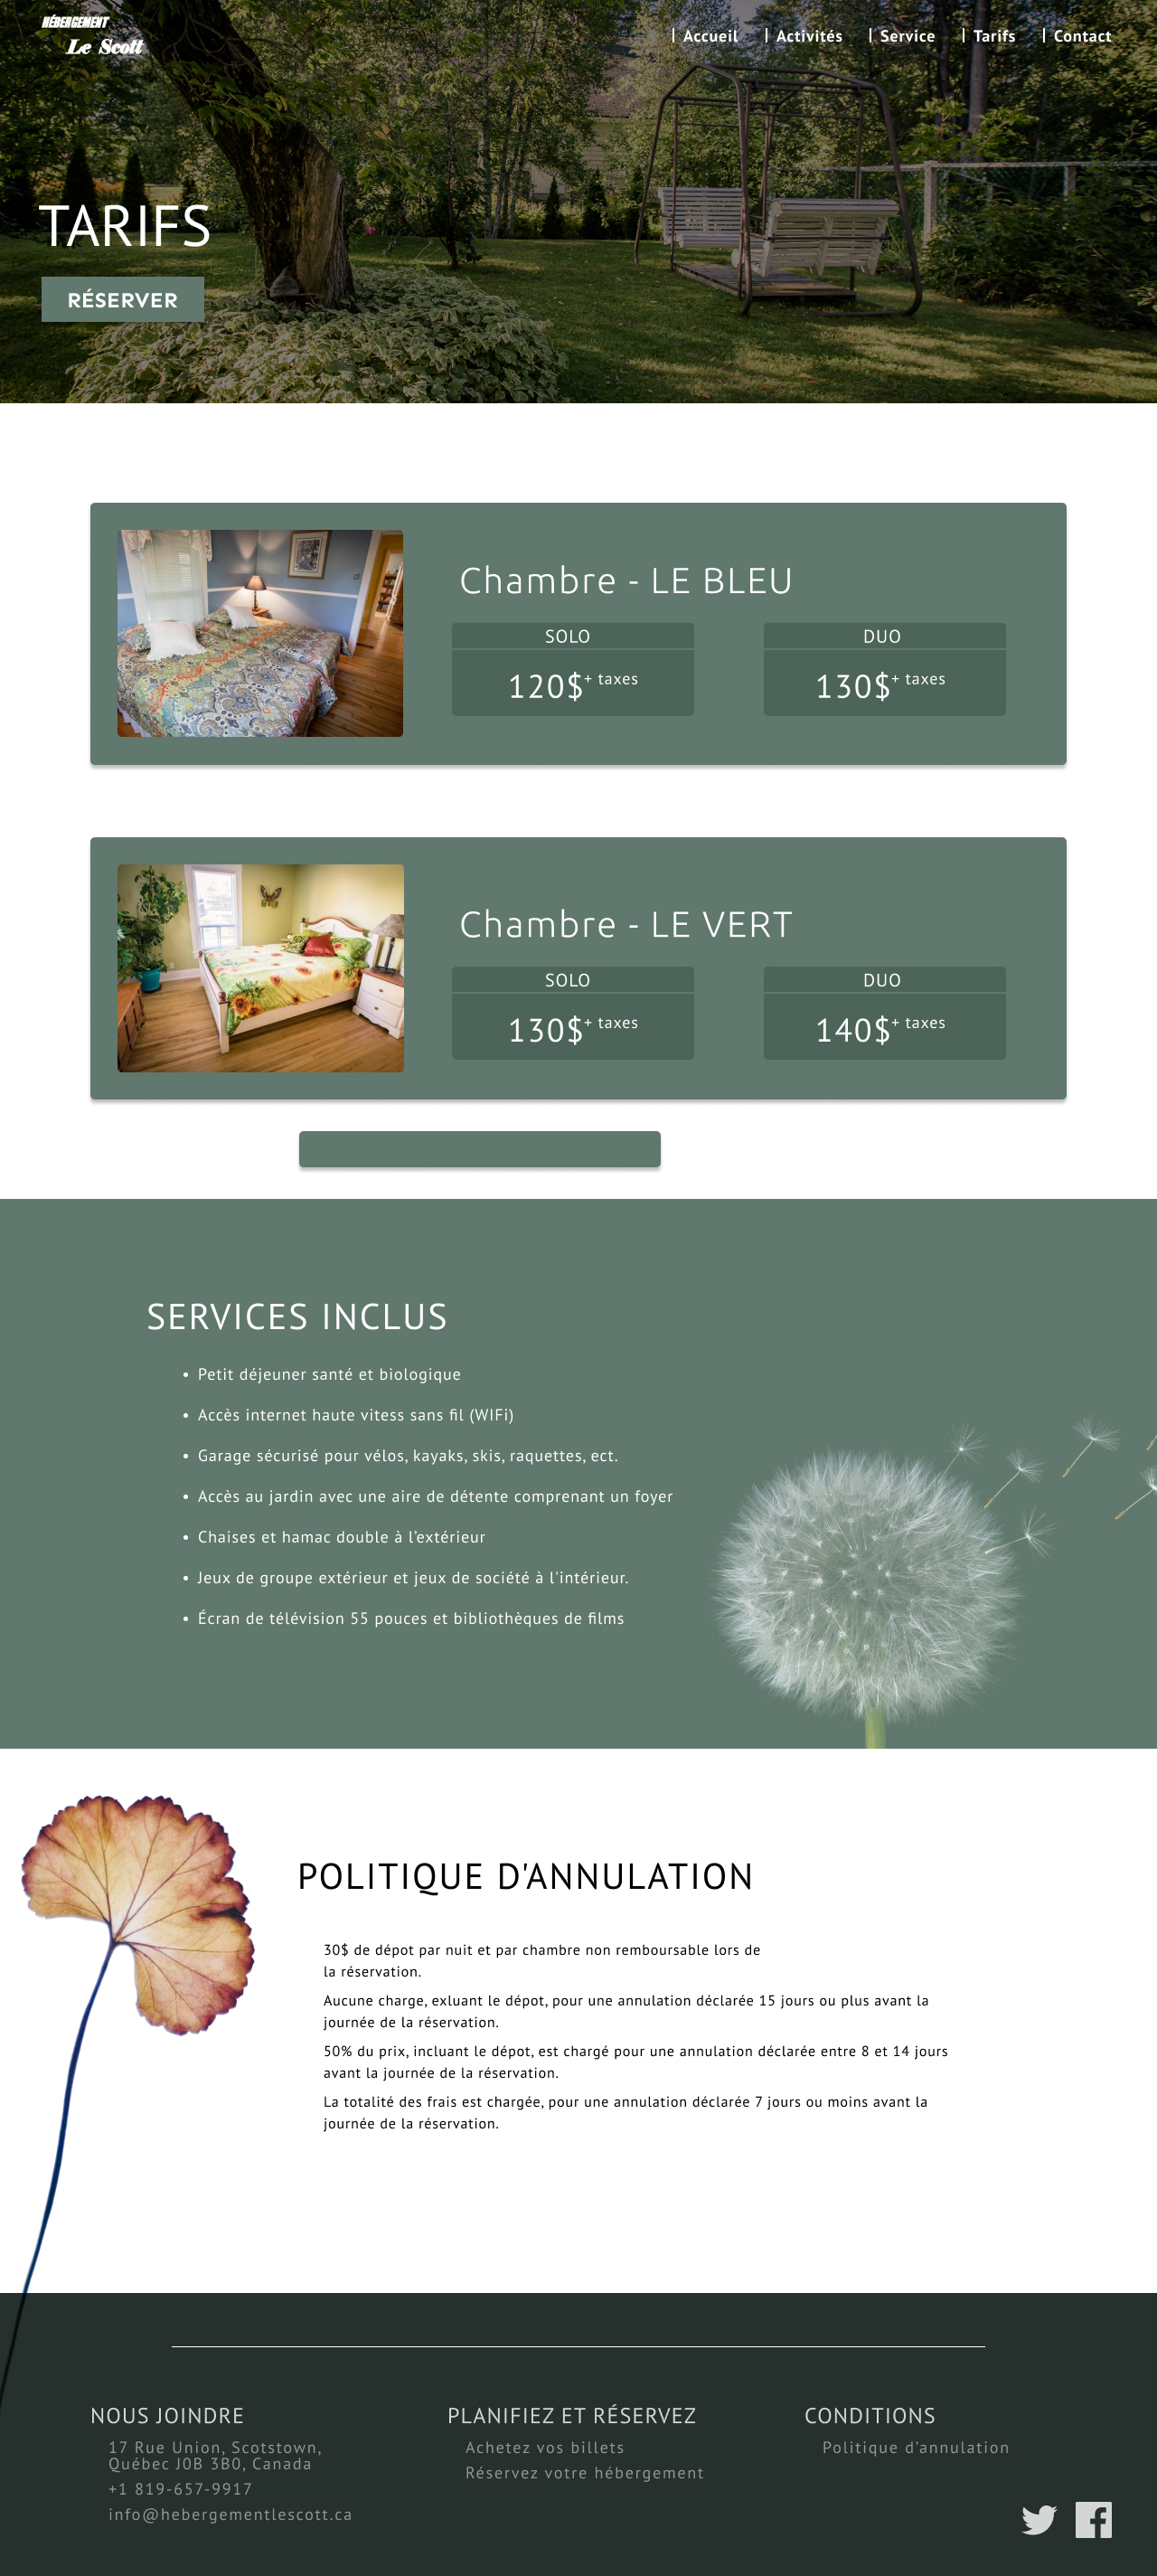 HÉBERGEMENT
Le Scott
Accueil
Activités
Service
Tarifs
Contact
TARIFS
RÉSERVER
Chambre - LE BLEU
SOLO
120$+ taxes
DUO
130$+ taxes
Chambre - LE VERT
SOLO
130$+ taxes
DUO
140$+ taxes
SERVICES INCLUS
• Petit déjeuner santé et biologique
• Accès internet haute vitess sans fil (WIFi)
• Garage sécurisé pour vélos, kayaks, skis, raquettes, ect.
• Accès au jardin avec une aire de détente comprenant un foyer
• Chaises et hamac double à l'extérieur
• Jeux de groupe extérieur et jeux de société à l'intérieur.
• Écran de télévision 55 pouces et bibliothèques de films
POLITIQUE D'ANNULATION
30$ de dépot par nuit et par chambre non remboursable lors de
la réservation.
Aucune charge, exluant le dépot, pour une annulation déclarée 15 jours ou plus avant la
journée de la réservation.
50% du prix, incluant le dépot, est chargé pour une annulation déclarée entre 8 et 14 jours
avant la journée de la réservation.
La totalité des frais est chargée, pour une annulation déclarée 7 jours ou moins avant la
journée de la réservation.
NOUS JOINDRE
17 Rue Union, Scotstown,
Québec J0B 3B0, Canada
+1 819-657-9917
info@hebergementlescott.ca
PLANIFIEZ ET RÉSERVEZ
Achetez vos billets
Réservez votre hébergement
CONDITIONS
Politique d'annulation